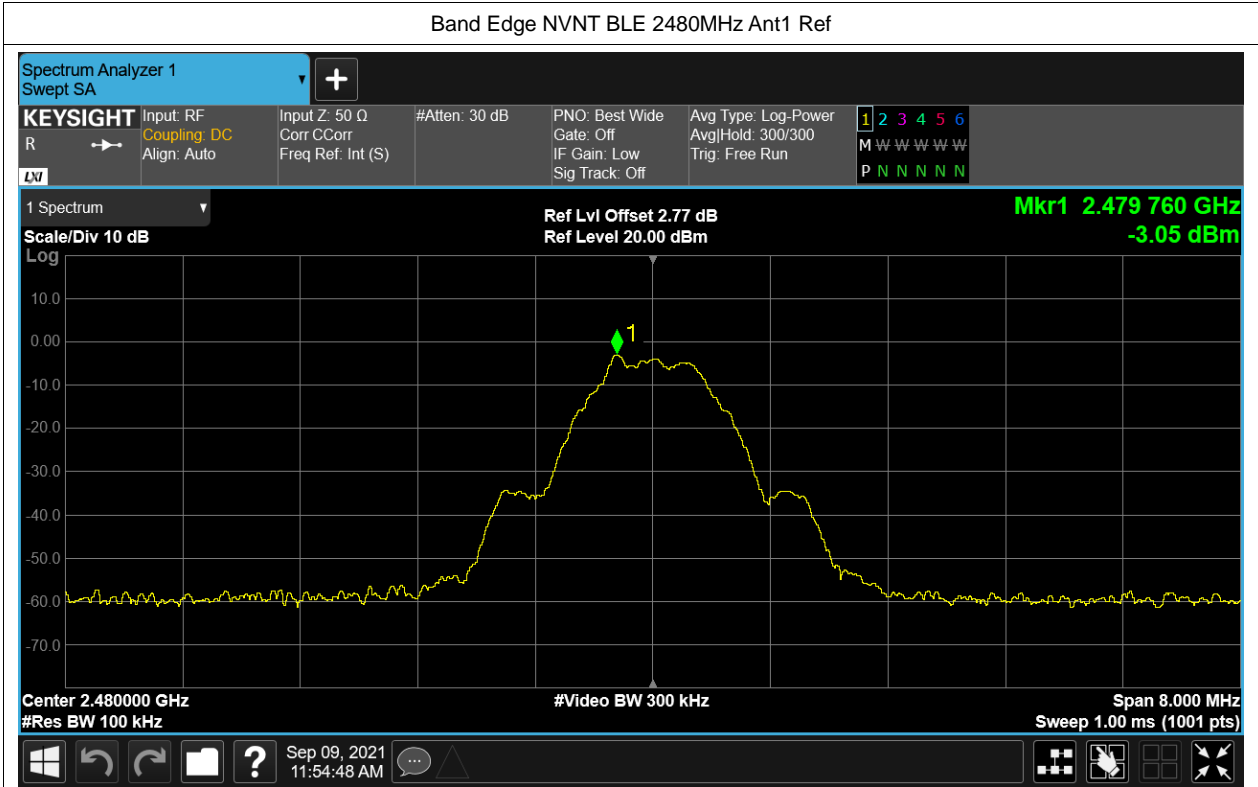 Band Edge NVNT BLE 2480MHz Ant1 Ref
Spectrum Analyzer 1
Swept SA
KEYSIGHT
R
LXI
Input: RF
Coupling: DC
Align: Auto
Input Z: 50 Ω
Corr CCorr
Freq Ref: Int (S)
#Atten: 30 dB
PNO: Best Wide
Gate: Off
IF Gain: Low
Sig Track: Off
Avg Type: Log-Power
Avg|Hold: 300/300
Trig: Free Run
1 2 3 4 5 6
M W W W W W
P N N N N N
1 Spectrum
Scale/Div 10 dB
Log
Ref Lvl Offset 2.77 dB
Ref Level 20.00 dBm
Mkr1 2.479 760 GHz
-3.05 dBm
10.0
0.00
-10.0
-20.0
-30.0
-40.0
-50.0
-60.0
-70.0
1
Center 2.480000 GHz
#Res BW 100 kHz
#Video BW 300 kHz
Span 8.000 MHz
Sweep 1.00 ms (1001 pts)
?
Sep 09, 2021
11:54:48 AM